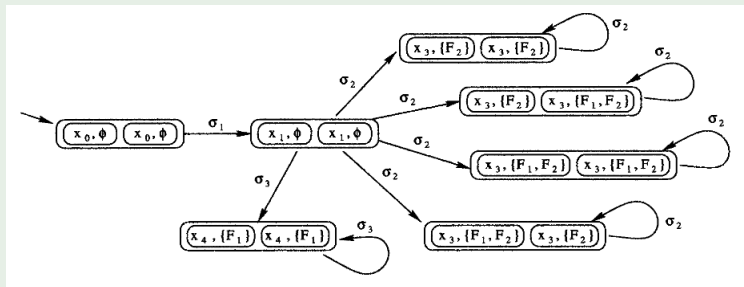 x₃, {F₂} x₃, {F₂}
σ₂
σ₂
σ₂
x₃, {F₂} x₃, {F₁, F₂}
σ₂
x₀, ϕ x₀, ϕ
σ₁
x₁, ϕ x₁, ϕ
σ₂
σ₂
x₃, {F₁, F₂} x₃, {F₁, F₂}
σ₃
σ₂
σ₂
x₄, {F₁} x₄, {F₁}
σ₃
x₃, {F₁, F₂} x₃, {F₂}
σ₂